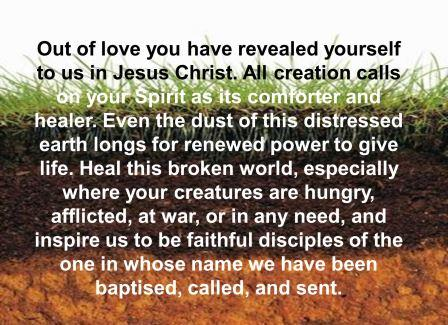 Out of love you have revealed yourself
to us in Jesus Christ. All creation calls
on your Spirit as its comforter and
healer. Even the dust of this distressed
earth longs for renewed power to give
life. Heal this broken world, especially
where your creatures are hungry,
afflicted, at war, or in any need, and
inspire us to be faithful disciples of the
one in whose name we have been
baptised, called, and sent.